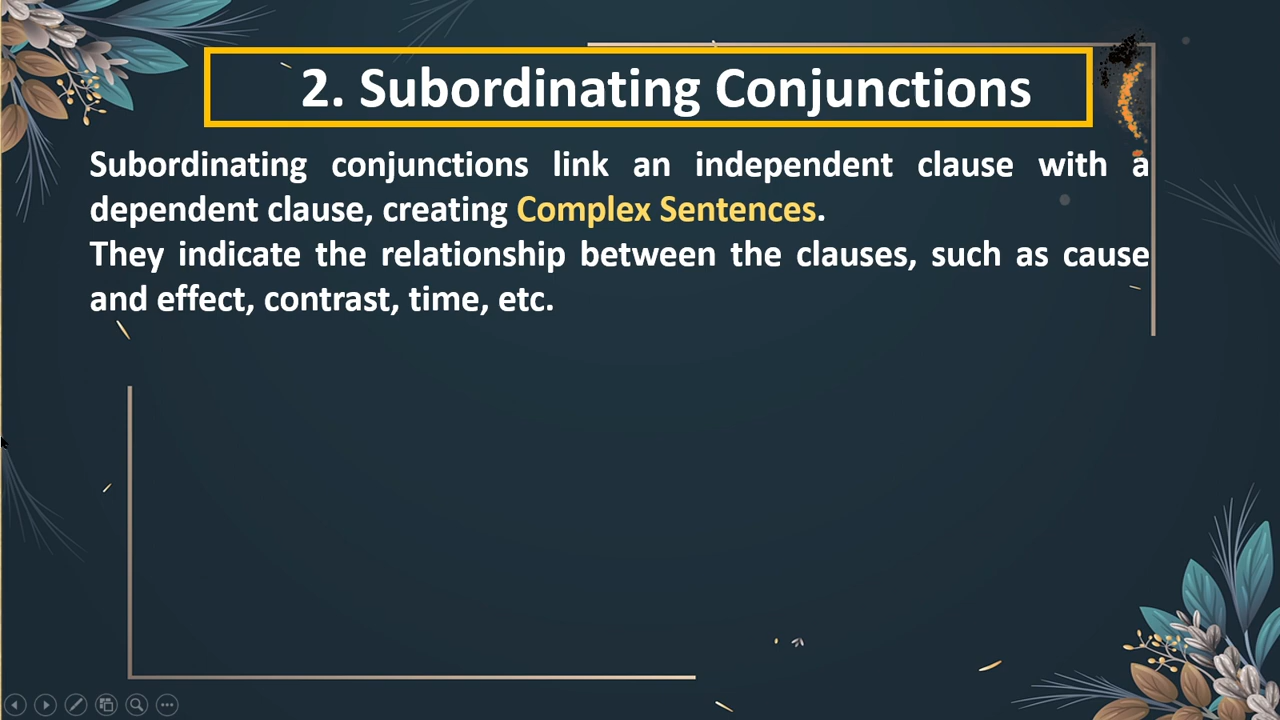 2. Subordinating Conjunctions
Subordinating conjunctions link an independent clause with a
dependent clause, creating Complex Sentences.
They indicate the relationship between the clauses, such as cause
and effect, contrast, time, etc.